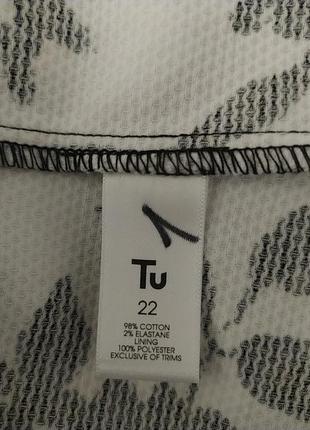 Tu
22
98% COTTON
2% ELASTANE
LINING
100% POLYESTER
EXCLUSIVE OF TRIMS